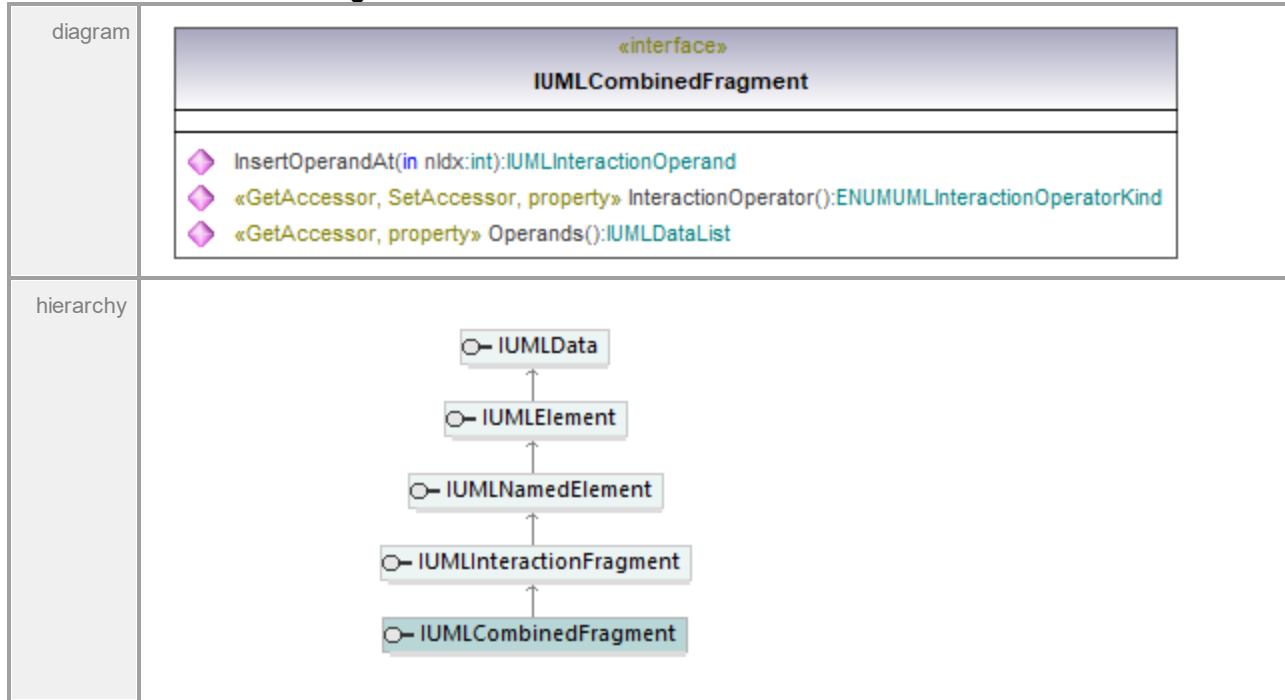 diagram
«interface»
IUMLCombinedFragment
InsertOperandAt(in nIdx:int):IUMLInteractionOperand
«GetAccessor, SetAccessor, property» InteractionOperator():ENUMUMLInteractionOperatorKind
«GetAccessor, property» Operands():IUMLDataList
hierarchy
IUMLData
IUMLElement
IUMLNamedElement
IUMLInteractionFragment
IUMLCombinedFragment